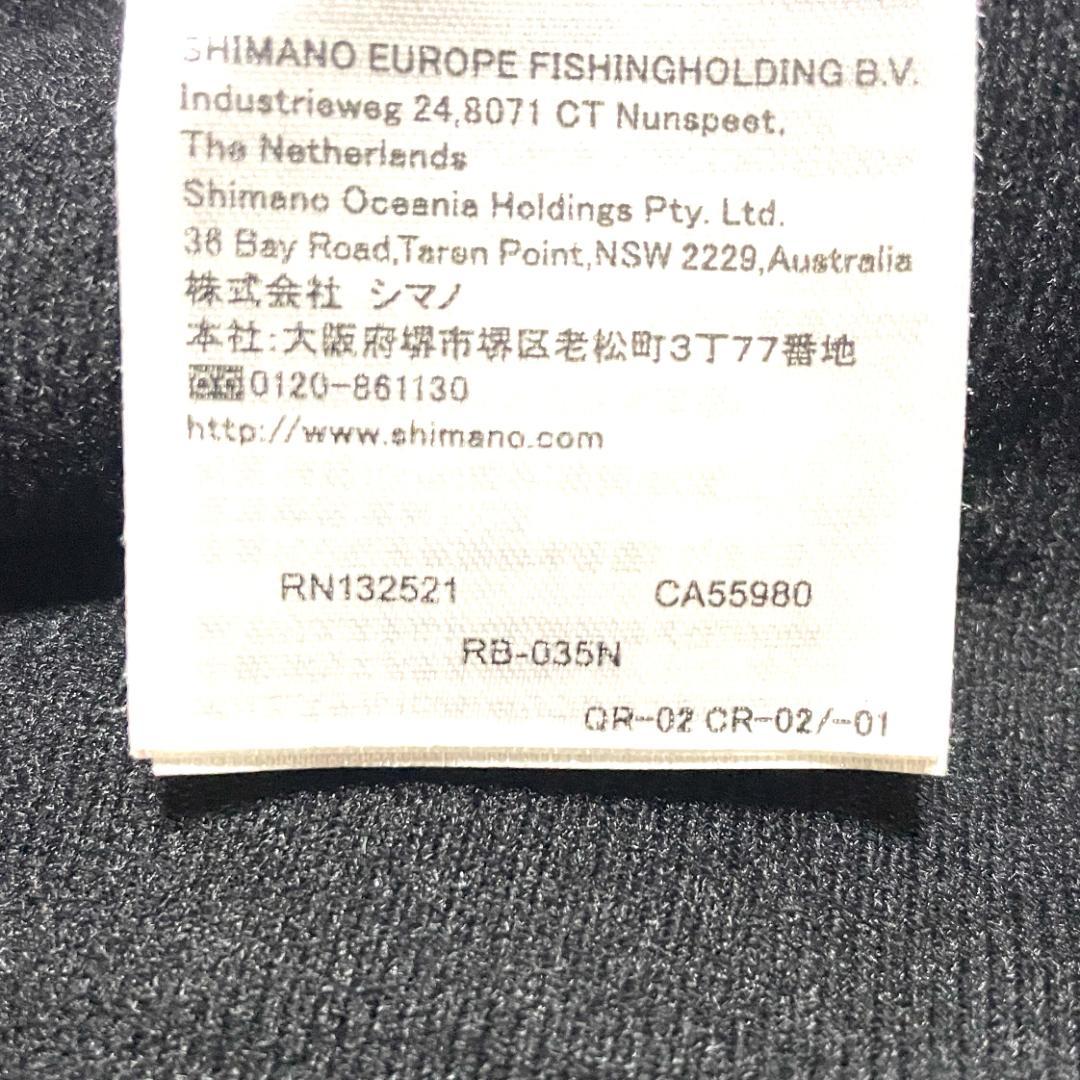 SHIMANO EUROPE FISHINGHOLDING B.V.
Industrieweg 24,8071 CT Nunspeet,
The Netherlands
Shimano Oceania Holdings Pty. Ltd.
36 Bay Road,Taren Point,NSW 2229,Australia
株式会社 シマノ
本社:大阪府堺市堺区老松町3丁77番地
0120-861130
http://www.shimano.com
RN132521 CA55980
RB-035N
QR-02 CR-02/-01